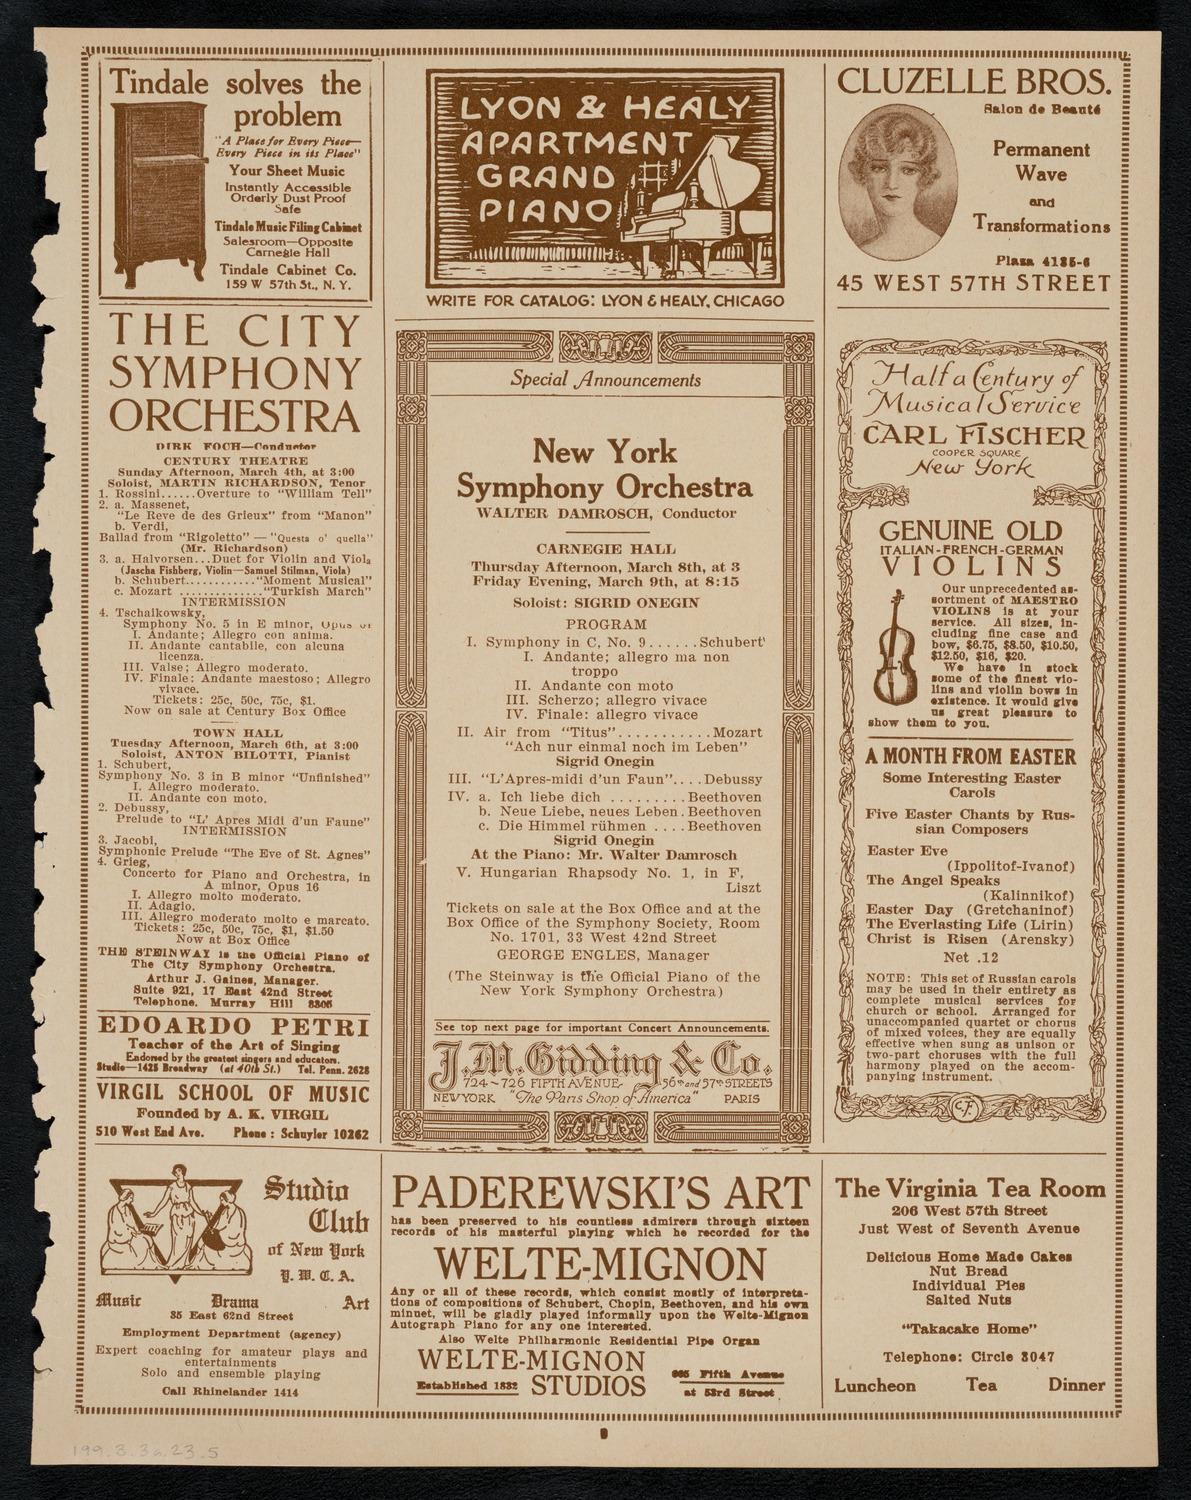 Tindale solves the
problem
"A Place for Every Piece—
Every Piece in its Place"
Your Sheet Music
Instantly Accessible
Orderly Dust Proof
Safe
Tindale Music Filing Cabinet
Salesroom—Opposite
Carnegie Hall
Tindale Cabinet Co.
159 W 57th St., N. Y.
THE CITY
SYMPHONY
ORCHESTRA
DIRK FOCH—Conductor
CENTURY THEATRE
Sunday Afternoon, March 4th, at 3:00
Soloist, MARTIN RICHARDSON, Tenor
1. Rossini......Overture to "William Tell"
2. a. Massenet,
"Le Reve de des Grieux" from "Manon"
b. Verdi,
Ballad from "Rigoletto" — "Questa o' quella"
(Mr. Richardson)
3. a. Halvorsen...Duet for Violin and Viola
(Jascha Fishberg, Violin—Samuel Stilman, Viola)
b. Schubert............"Moment Musical"
c. Mozart .............."Turkish March"
INTERMISSION
4. Tschaikowsky,
Symphony No. 5 in E minor, Opus
I. Andante; Allegro con anima.
II. Andante cantabile, con alcuna
licenza.
III. Valse; Allegro moderato.
IV. Finale: Andante maestoso; Allegro
vivace.
Tickets: 25c, 50c, 75c, $1.
Now on sale at Century Box Office
TOWN HALL
Tuesday Afternoon, March 6th, at 3:00
Soloist, ANTON BILOTTI, Pianist
1. Schubert,
Symphony No. 3 in B minor "Unfinished"
I. Allegro moderato.
II. Andante con moto.
2. Debussy,
Prelude to "L' Apres Midi d'un Faune"
INTERMISSION
3. Jacobi,
Symphonic Prelude "The Eve of St. Agnes"
4. Grieg,
Concerto for Piano and Orchestra, in
A minor, Opus 16
I. Allegro molto moderato.
II. Adagio.
III. Allegro moderato molto e marcato.
Tickets: 25c, 50c, 75c, $1, $1.50
Now at Box Office
THE STEINWAY is the Official Piano of
The City Symphony Orchestra.
Arthur J. Gaines, Manager.
Suite 921, 17 East 42nd Street
Telephone. Murray Hill 8306
EDOARDO PETRI
Teacher of the Art of Singing
Endorsed by the greatest singers and educators.
Studio—1425 Broadway (at 40th St.) Tel. Penn. 2628
VIRGIL SCHOOL OF MUSIC
Founded by A. K. VIRGIL
510 West End Ave. Phone: Schuyler 10262
LYON & HEALY
APARTMENT
GRAND
PIANO
WRITE FOR CATALOG: LYON & HEALY, CHICAGO
Special Announcements
New York
Symphony Orchestra
WALTER DAMROSCH, Conductor
CARNEGIE HALL
Thursday Afternoon, March 8th, at 3
Friday Evening, March 9th, at 8:15
Soloist: SIGRID ONEGIN
PROGRAM
I. Symphony in C, No. 9......Schubert'
I. Andante; allegro ma non
troppo
II. Andante con moto
III. Scherzo; allegro vivace
IV. Finale: allegro vivace
II. Air from "Titus"...........Mozart
"Ach nur einmal noch im Leben"
Sigrid Onegin
III. "L'Apres-midi d'un Faun"....Debussy
IV. a. Ich liebe dich .........Beethoven
b. Neue Liebe, neues Leben.Beethoven
c. Die Himmel rühmen ....Beethoven
Sigrid Onegin
At the Piano: Mr. Walter Damrosch
V. Hungarian Rhapsody No. 1, in F,
Liszt
Tickets on sale at the Box Office and at the
Box Office of the Symphony Society, Room
No. 1701, 33 West 42nd Street
GEORGE ENGLES, Manager
(The Steinway is the Official Piano of the
New York Symphony Orchestra)
See top next page for important Concert Announcements.
J.M. Gidding & Co.
724-726 FIFTH AVENUE 56th and 57th STREETS
NEW YORK "The Paris Shop of America" PARIS
CLUZELLE BROS.
Salon de Beauté
Permanent
Wave
and
Transformations
Plaza 4135-6
45 WEST 57TH STREET
Half a Century of
Musical Service
CARL FISCHER
COOPER SQUARE
New York
GENUINE OLD
ITALIAN-FRENCH-GERMAN
VIOLINS
Our unprecedented as-
sortment of MAESTRO
VIOLINS is at your
service. All sizes, in-
cluding fine case and
bow, $6.75, $8.50, $10.50,
$12.50, $16, $20.
We have in stock
some of the finest vio-
lins and violin bows in
existence. It would give
us great pleasure to
show them to you.
A MONTH FROM EASTER
Some Interesting Easter
Carols
Five Easter Chants by Rus-
sian Composers
Easter Eve
(Ippolitof-Ivanof)
The Angel Speaks
(Kalinnikof)
Easter Day (Gretchaninof)
The Everlasting Life (Lirin)
Christ is Risen (Arensky)
Net .12
NOTE: This set of Russian carols
may be used in their entirety as
complete musical services for
church or school. Arranged for
unaccompanied quartet or chorus
of mixed voices, they are equally
effective when sung as unison or
two-part choruses with the full
harmony played on the accom-
panying instrument.
C.F.
Studio
Club
of New York
Y. W. C. A.
Music Drama Art
35 East 62nd Street
Employment Department (agency)
Expert coaching for amateur plays and
entertainments
Solo and ensemble playing
Call Rhinelander 1414
PADEREWSKI'S ART
has been preserved to his countless admirers through sixteen
records of his masterful playing which he recorded for the
WELTE-MIGNON
Any or all of these records, which consist mostly of interpreta-
tions of compositions of Schubert, Chopin, Beethoven, and his own
minuet, will be gladly played informally upon the Welte-Mignon
Autograph Piano for any one interested.
Also Welte Philharmonic Residential Pipe Organ
WELTE-MIGNON
Established 1832 STUDIOS
665 Fifth Avenue
at 53rd Street
The Virginia Tea Room
206 West 57th Street
Just West of Seventh Avenue
Delicious Home Made Cakes
Nut Bread
Individual Pies
Salted Nuts
"Takacake Home"
Telephone: Circle 3047
Luncheon Tea Dinner
199.3.3a.23.5